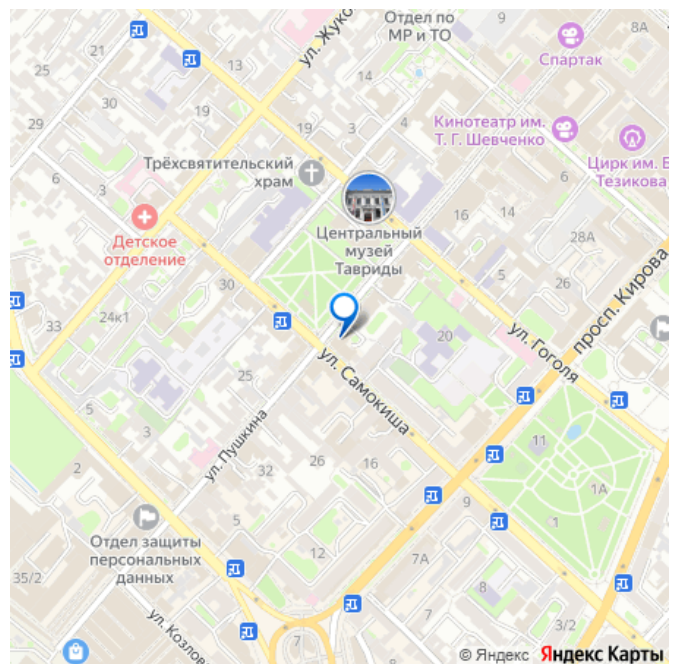 Отдел по
МР и ТО
ул. Жуко
8А
Спартак
25
21
13
14
30
19
19
3
4
29
Кинотеатр им.
Т. Г. Шевченко
Цирк им. В
Тезикова
Трёхсвятительский
храм
6
3
6
16
14
28А
Детское
отделение
Центральный
музей
Тавриды
5
26
просп. Кирова
30
24к1
33
20
ул. Гоголя
ул. Самокиша
25
5
3
ул. Пушкина
11
2
32
26
16
1А
9
1
5
Отдел защиты
персональных
данных
12
7А
35/2
8
ул. Козлов
7
3/2
© Яндекс Яндекс Карты